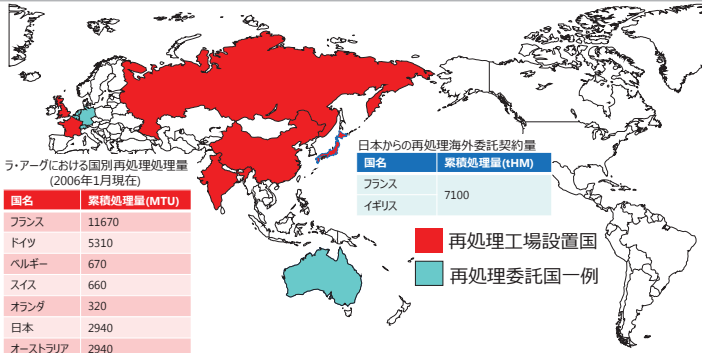 ラ・アーグにおける国別再処理処理量
(2006年1月現在)
国名 累積処理量(MTU)
フランス 11670
ドイツ 5310
ベルギー 670
スイス 660
オランダ 320
日本 2940
オーストラリア 2940
日本からの再処理海外委託契約量
国名 累積処理量(tHM)
フランス
イギリス
7100
再処理工場設置国
再処理委託国一例